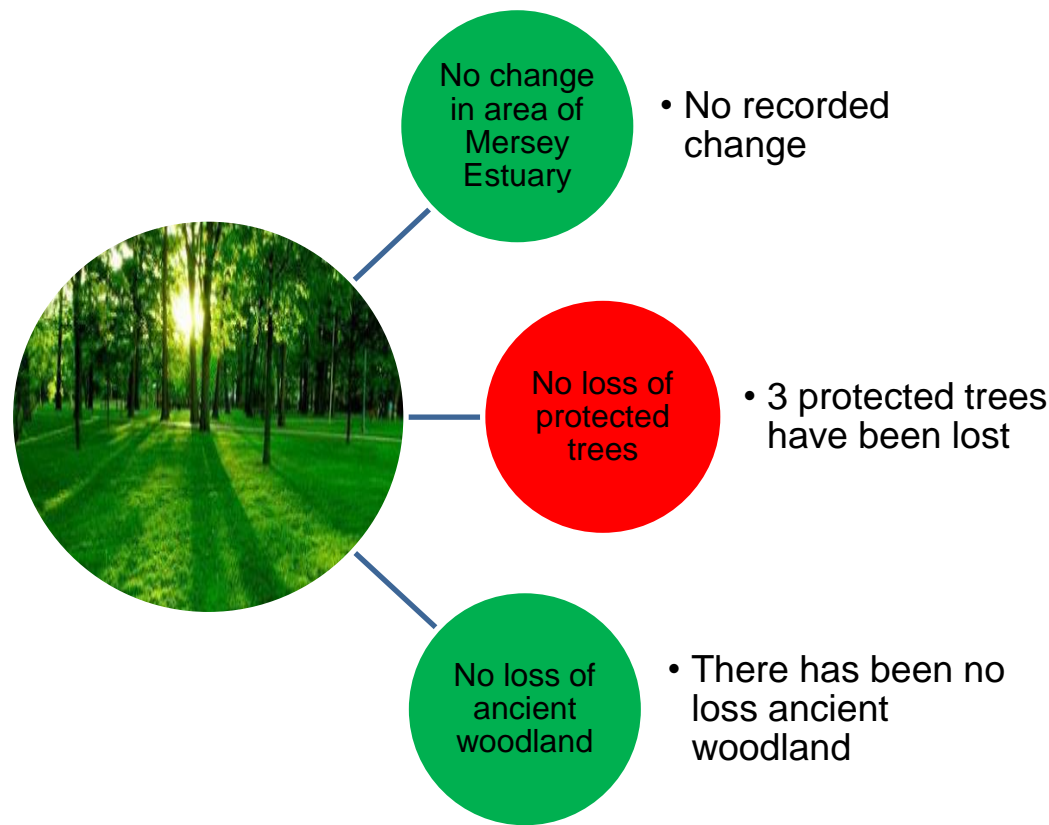 No change
in area of
Mersey
Estuary
• No recorded
change
No loss of
protected
trees
• 3 protected trees
have been lost
No loss of
ancient
woodland
• There has been no
loss ancient
woodland